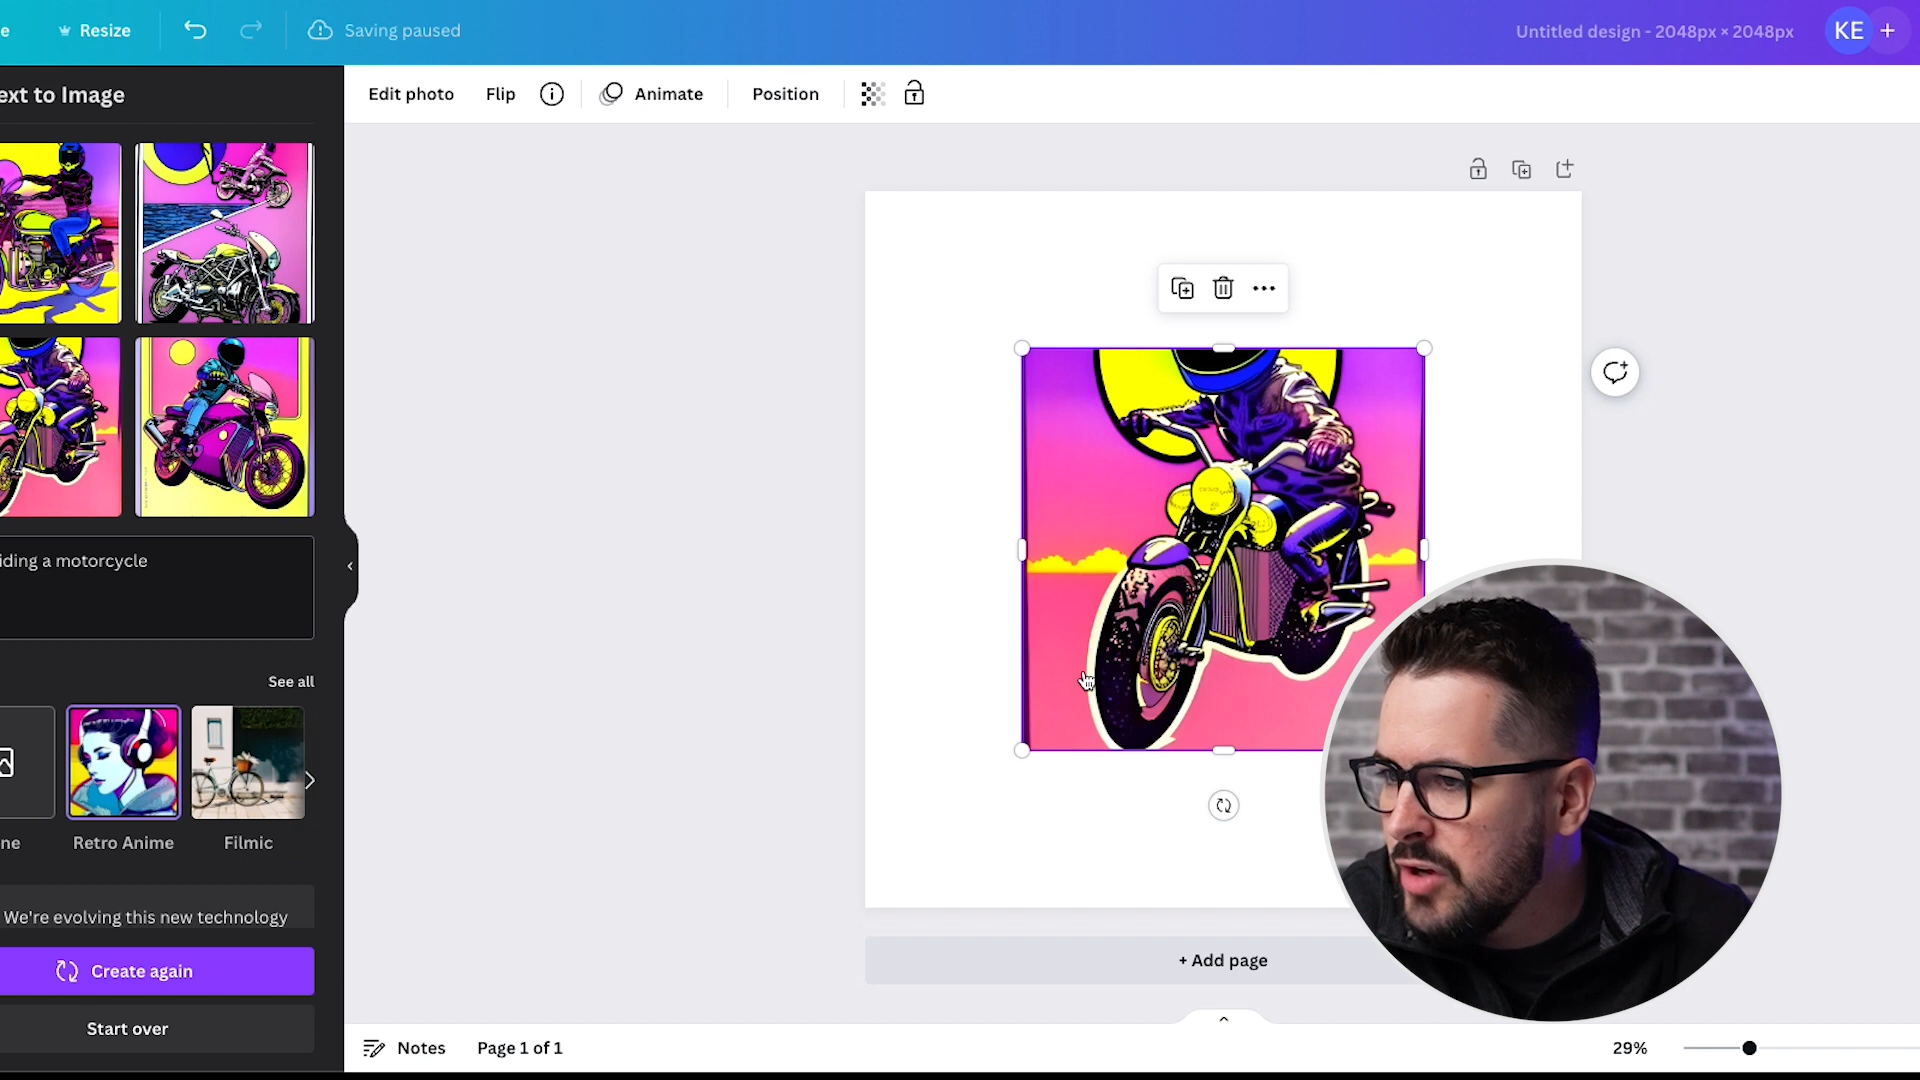 e
Resize
Saving paused
Untitled design - 2048px × 2048px
KE
ext to Image
Edit photo
Flip
Animate
Position
iding a motorcycle
See all
ne
Retro Anime
Filmic
We're evolving this new technology
Create again
Start over
+ Add page
Notes
Page 1 of 1
29%